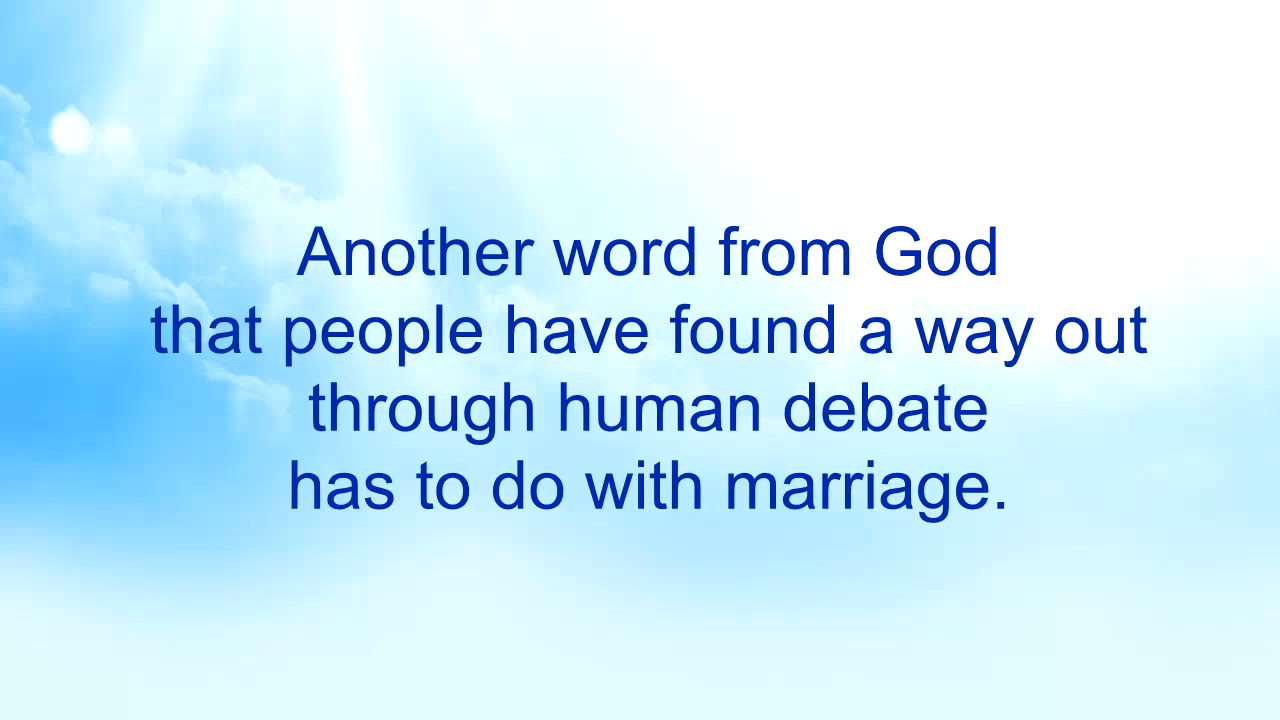 Another word from God
that people have found a way out
through human debate
has to do with marriage.